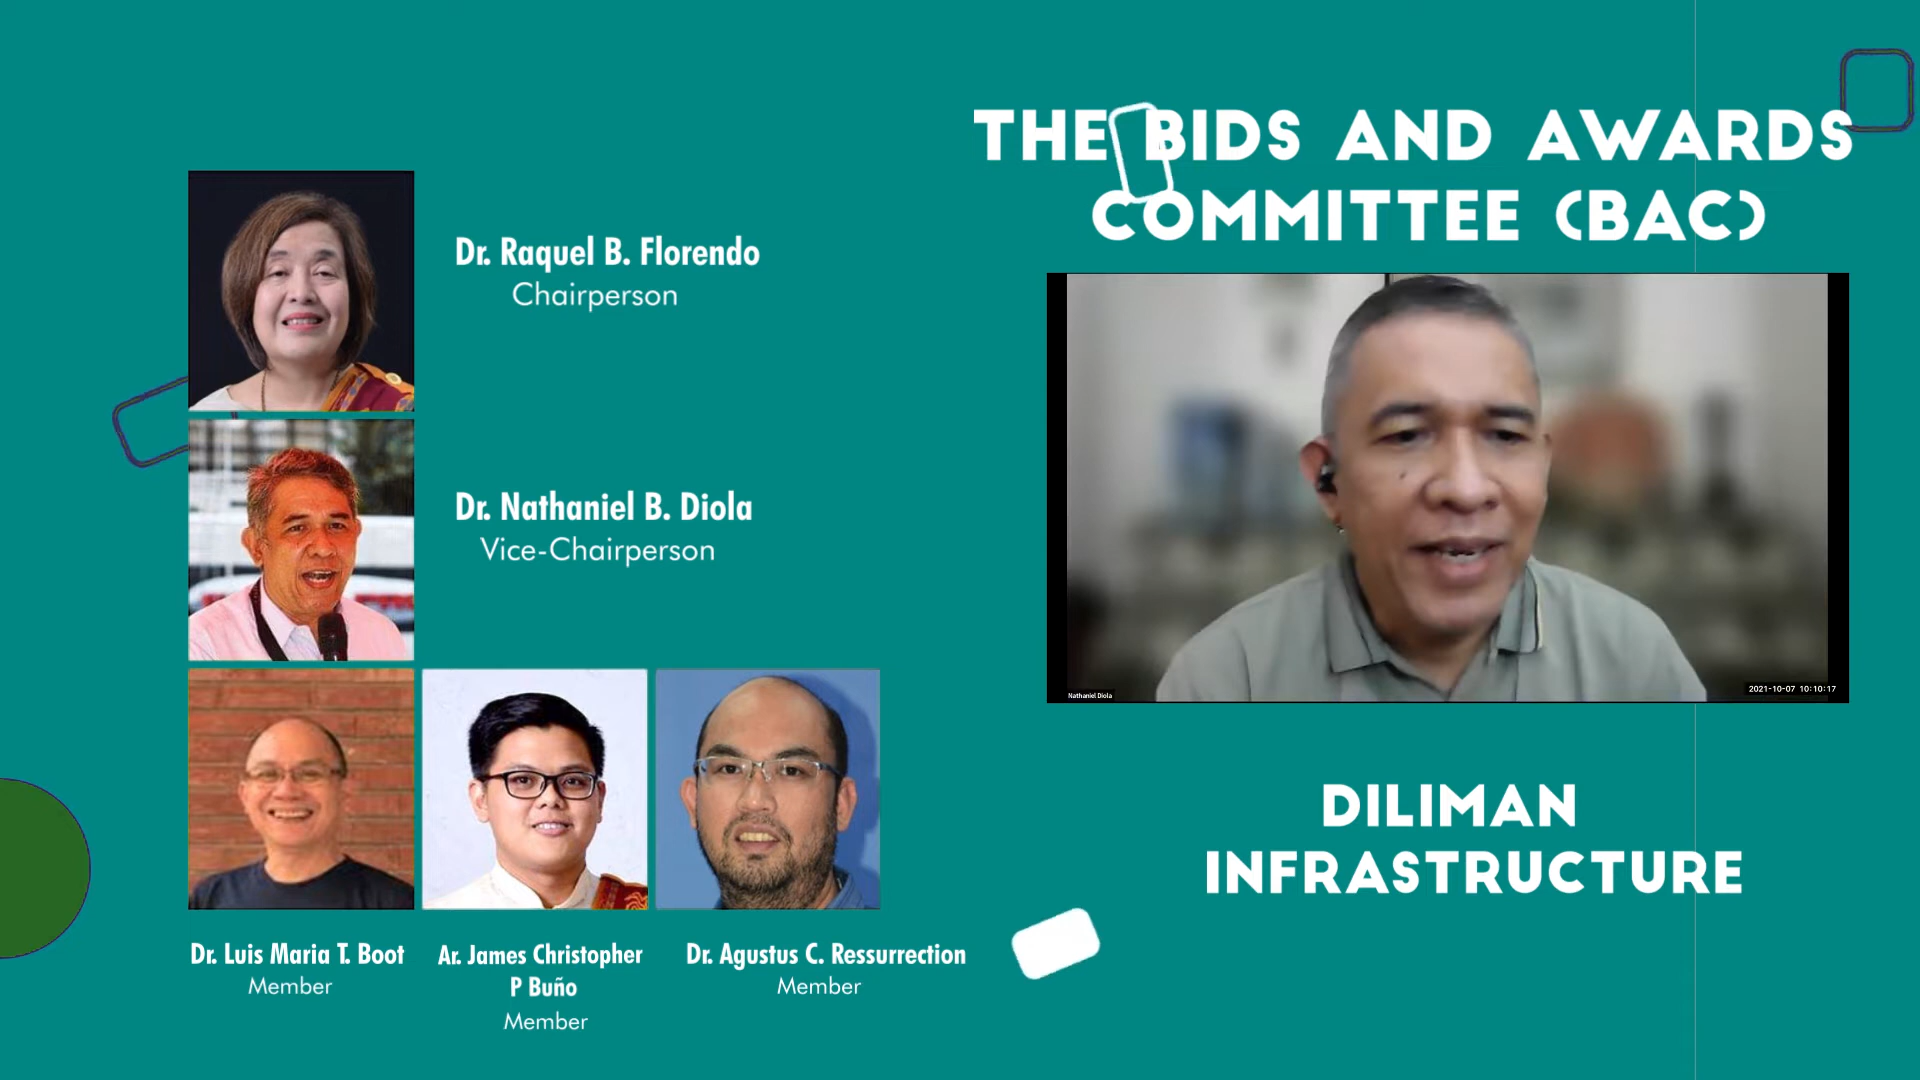 THE BIDS AND AWARDS
COMMITTEE (BAC)
Dr. Raquel B. Florendo
Chairperson
Dr. Nathaniel B. Diola
Vice-Chairperson
Dr. Luis Maria T. Boot
Member
Ar. James Christopher
P Buño
Member
Dr. Agustus C. Ressurrection
Member
Nathaniel Diola
2021-10-07 10:10:17
DILIMAN
INFRASTRUCTURE